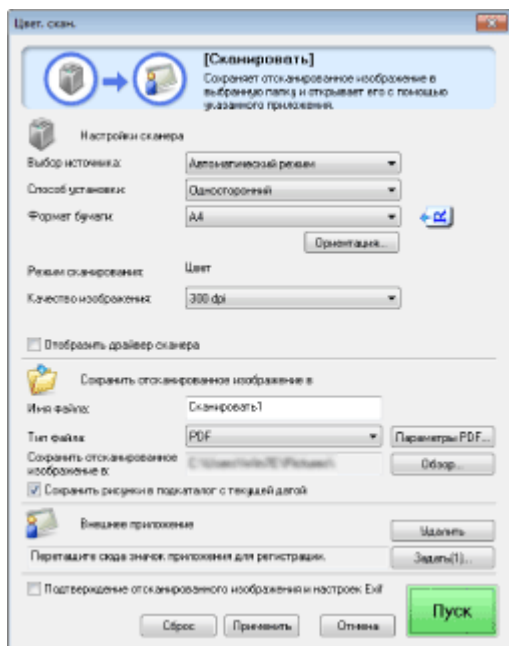 Цвет. скан.
[Сканировать]
Сохраняет отсканированное изображение в
выбранную папку и открывает его с помощью
указанного приложения.
Настройки сканера
Выбор источника: Автоматический режим
Способ установки: Односторонний
Формат бумаги: A4
Ориентация...
Режим сканирования: Цвет
Качество изображения: 300 dpi
Отобразить драйвер сканера
Сохранить отсканированное изображение в
Имя файла: Сканировать1
Тип файла: PDF Параметры PDF...
Сохранить отсканированное
изображение в: Обзор...
Сохранить рисунки в подкаталог с текущей датой
Внешнее приложение Удалить
Перетащите сюда значок приложения для регистрации. Задать(1)...
Подтверждение отсканированного изображения и настроек Exif
Пуск
Сброс Применить Отмена